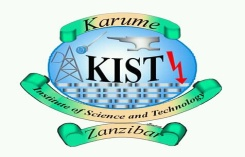 Karume
KIST
Institute of Science and Technology
Zanzibar